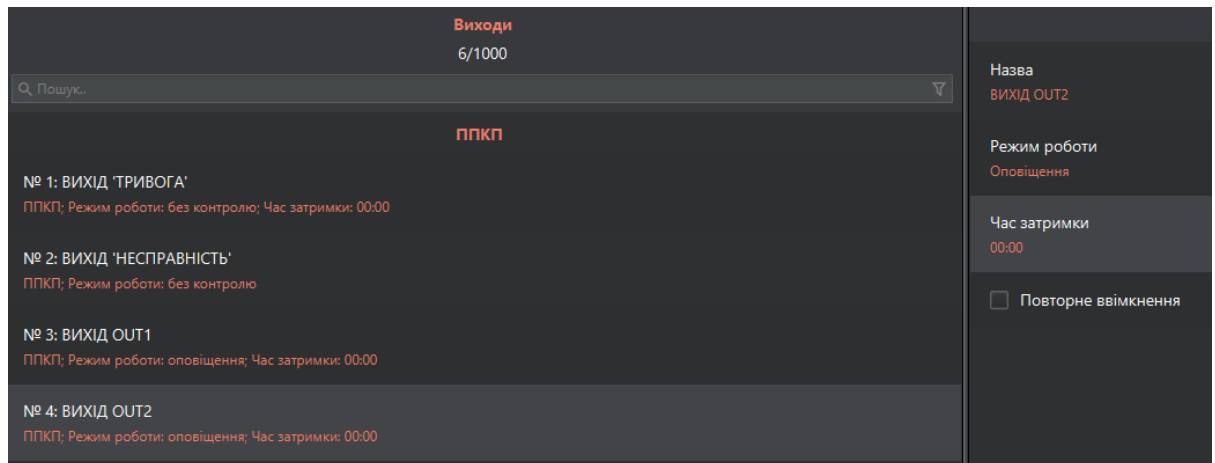 Виходи
6/1000
Пошук..
ППКП
№ 1: ВИХІД 'ТРИВОГА'
ППКП; Режим роботи: без контролю; Час затримки: 00:00
№ 2: ВИХІД 'НЕСПРАВНІСТЬ'
ППКП; Режим роботи: без контролю
№ 3: ВИХІД OUT1
ППКП; Режим роботи: оповіщення; Час затримки: 00:00
№ 4: ВИХІД OUT2
ППКП; Режим роботи: оповіщення; Час затримки: 00:00
Назва
ВИХІД OUT2
Режим роботи
Оповіщення
Час затримки
00:00
Повторне ввімкнення